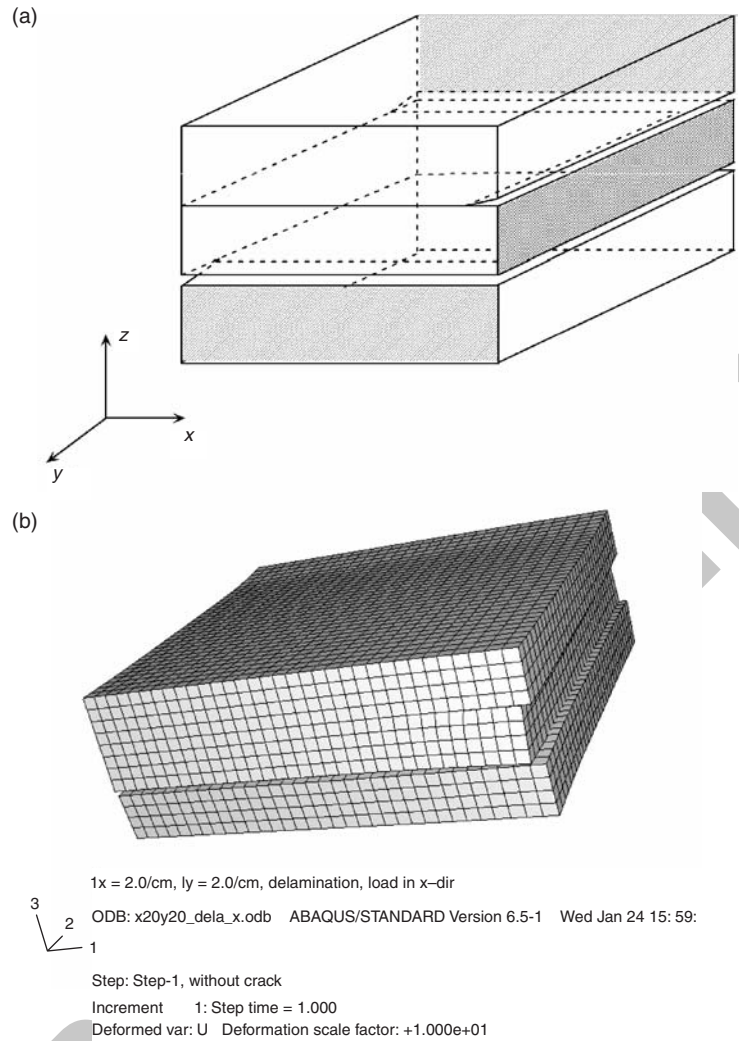 (a)
z
x
y
(b)
1x = 2.0/cm, ly = 2.0/cm, delamination, load in x–dir
3
2
1
ODB: x20y20_dela_x.odb ABAQUS/STANDARD Version 6.5-1 Wed Jan 24 15: 59:
Step: Step-1, without crack
Increment 1: Step time = 1.000
Deformed var: U Deformation scale factor: +1.000e+01